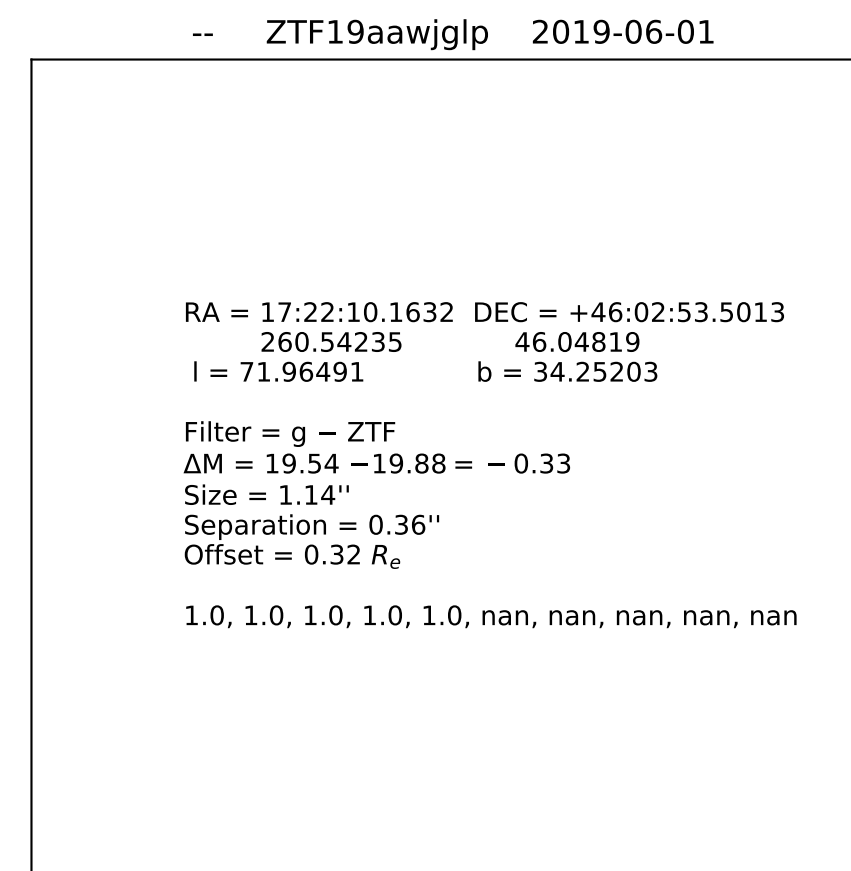 -- ZTF19aawjglp 2019-06-01
RA = 17:22:10.1632 DEC = +46:02:53.5013
260.54235 46.04819
l = 71.96491 b = 34.25203
Filter = g − ZTF
ΔM = 19.54 −19.88 = − 0.33
Size = 1.14''
Separation = 0.36''
Offset = 0.32 Re
1.0, 1.0, 1.0, 1.0, 1.0, nan, nan, nan, nan, nan